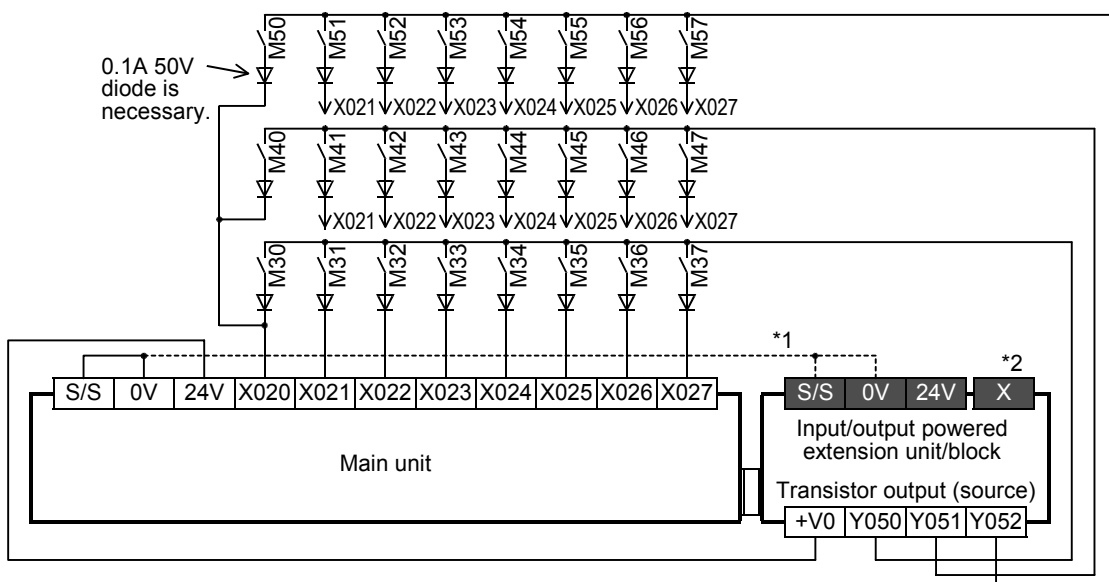 M50 M51 M52 M53 M54 M55 M56 M57
0.1A 50V
diode is
necessary.
X021 X022 X023 X024 X025 X026 X027
M40 M41 M42 M43 M44 M45 M46 M47
X021 X022 X023 X024 X025 X026 X027
M30 M31 M32 M33 M34 M35 M36 M37
*1
*2
S/S 0V 24V X020 X021 X022 X023 X024 X025 X026 X027
S/S 0V 24V X
Main unit
Input/output powered
extension unit/block
Transistor output (source)
+V0 Y050 Y051 Y052